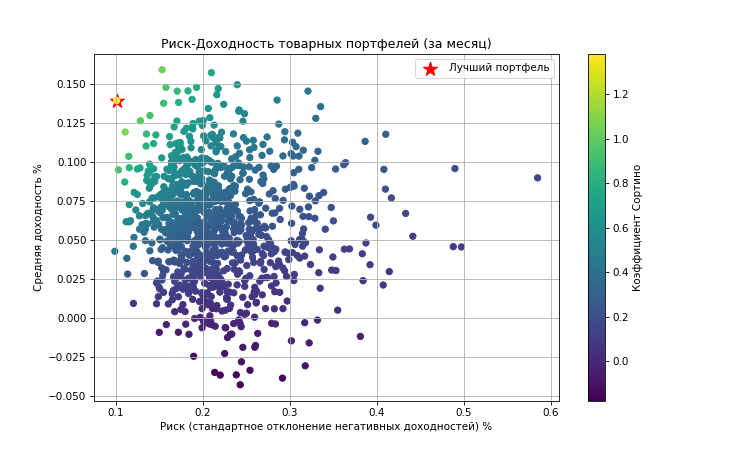 Риск-Доходность товарных портфелей (за месяц)
Лучший портфель
0.150
0.125
0.100
0.075
0.050
0.025
0.000
−0.025
−0.050
Средняя доходность %
0.1 0.2 0.3 0.4 0.5 0.6
Риск (стандартное отклонение негативных доходностей) %
1.2
1.0
0.8
0.6
0.4
0.2
0.0
Коэффициент Сортино